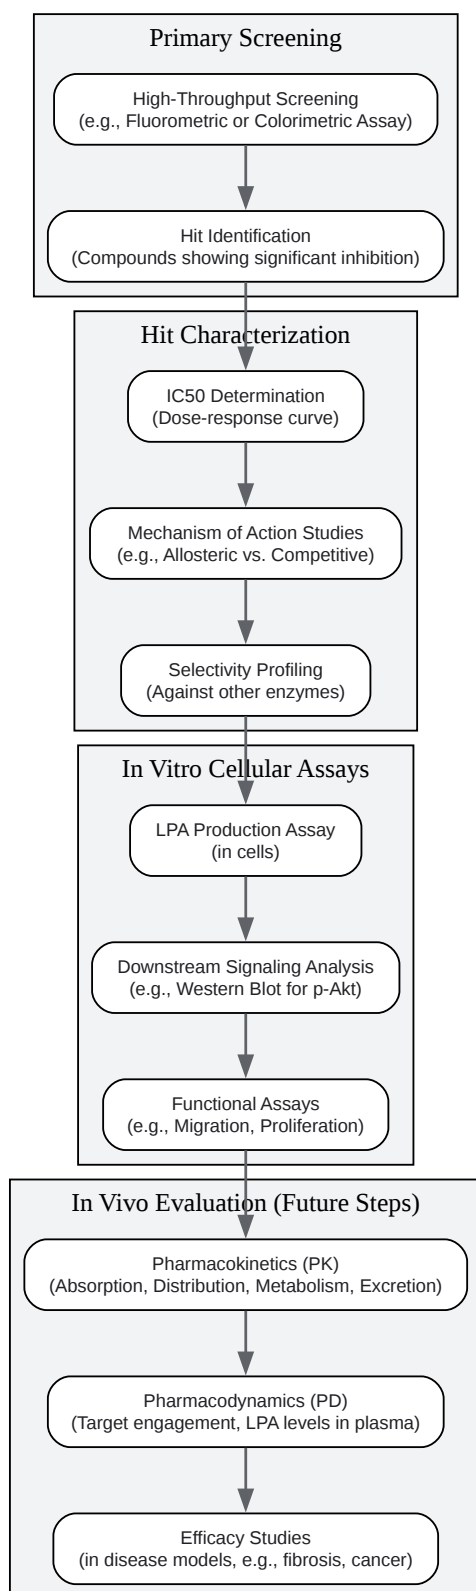 Primary Screening
High-Throughput Screening
(e.g., Fluorometric or Colorimetric Assay)
Hit Identification
(Compounds showing significant inhibition)
Hit Characterization
IC50 Determination
(Dose-response curve)
Mechanism of Action Studies
(e.g., Allosteric vs. Competitive)
Selectivity Profiling
(Against other enzymes)
In Vitro Cellular Assays
LPA Production Assay
(in cells)
Downstream Signaling Analysis
(e.g., Western Blot for p-Akt)
Functional Assays
(e.g., Migration, Proliferation)
In Vivo Evaluation (Future Steps)
Pharmacokinetics (PK)
(Absorption, Distribution, Metabolism, Excretion)
Pharmacodynamics (PD)
(Target engagement, LPA levels in plasma)
Efficacy Studies
(in disease models, e.g., fibrosis, cancer)